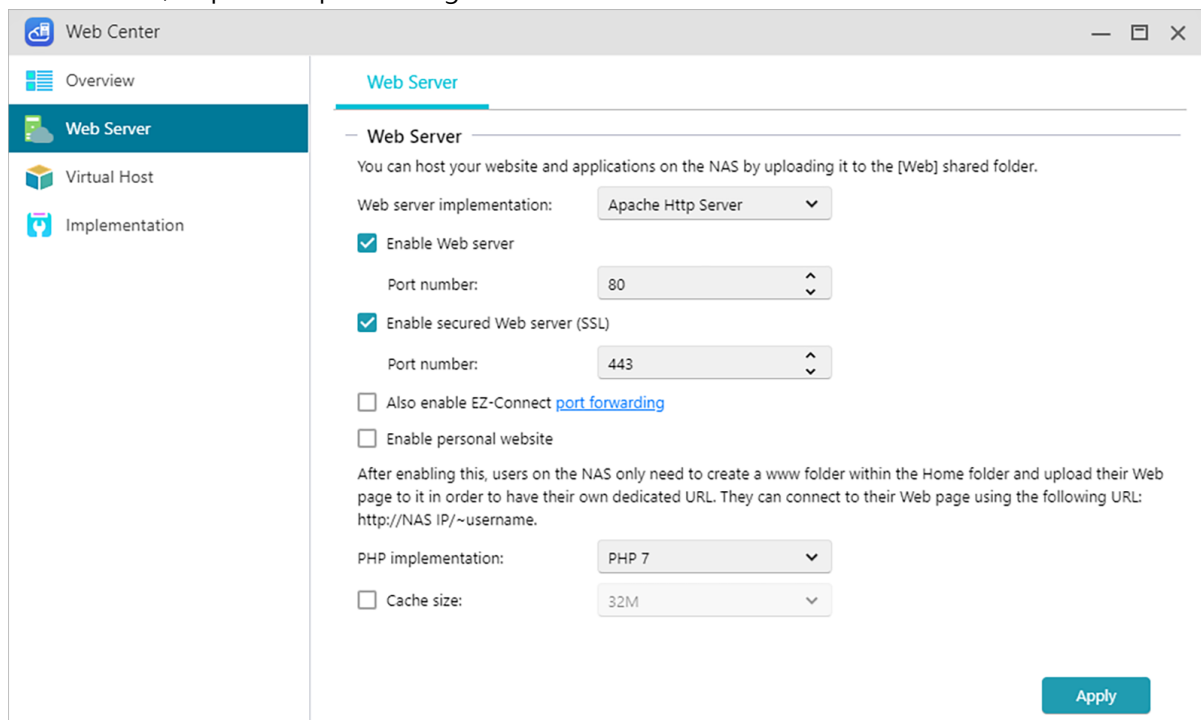 Web Center
Overview
Web Server
Virtual Host
Implementation
Web Server
Web Server
You can host your website and applications on the NAS by uploading it to the [Web] shared folder.
Web server implementation: Apache Http Server
Enable Web server
Port number: 80
Enable secured Web server (SSL)
Port number: 443
Also enable EZ-Connect port forwarding
Enable personal website
After enabling this, users on the NAS only need to create a www folder within the Home folder and upload their Web
page to it in order to have their own dedicated URL. They can connect to their Web page using the following URL:
http://NAS IP/~username.
PHP implementation: PHP 7
Cache size: 32M
Apply